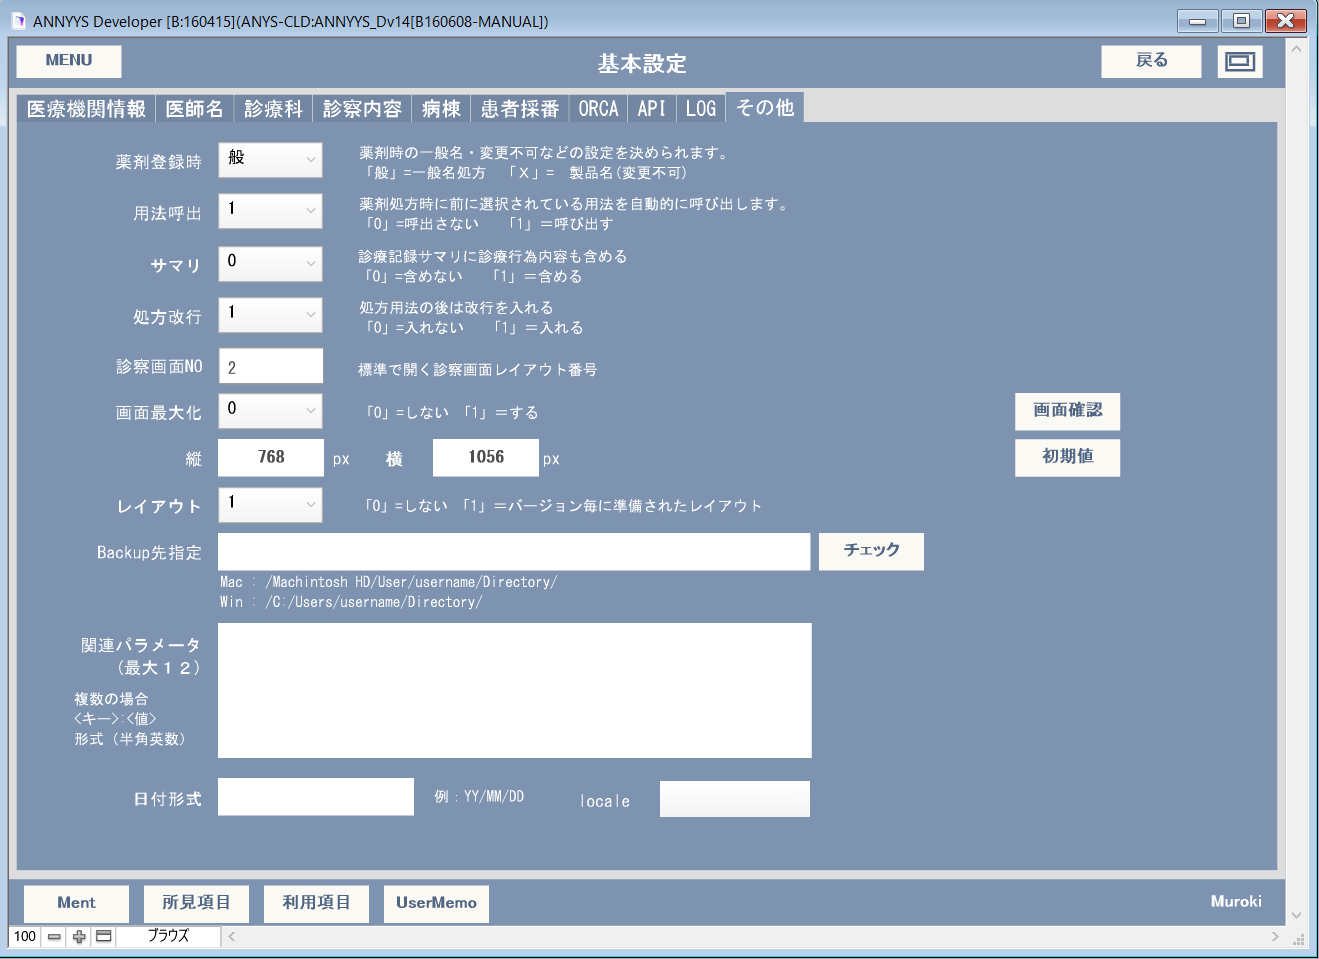 ANNYYS Developer [B:160415](ANYS-CLD:ANNYYS_Dv14[B160608-MANUAL])
MENU
基本設定
戻る
医療機関情報 医師名 診療科 診察内容 病棟 患者採番 ORCA API LOG その他
薬剤登録時 般 薬剤時の一般名・変更不可などの設定を決められます。
「般」=一般名処方 「X」= 製品名(変更不可)
用法呼出 1 薬剤処方時に前に選択されている用法を自動的に呼び出します。
「0」=呼出さない 「1」＝呼び出す
サマリ 0 診療記録サマリに診療行為内容も含める
「0」=含めない 「1」＝含める
処方改行 1 処方用法の後は改行を入れる
「0」=入れない 「1」＝入れる
診察画面NO 2 標準で開く診察画面レイアウト番号
画面最大化 0 「0」=しない 「1」＝する 画面確認
縦 768 px 横 1056 px 初期値
レイアウト 1 「0」=しない 「1」＝バージョン毎に準備されたレイアウト
Backup先指定 チェック
Mac : /Machintosh HD/User/username/Directory/
Win : /C:/Users/username/Directory/
関連パラメータ
（最大１２）
複数の場合
<キー>:<値>
形式（半角英数）
日付形式 例：YY/MM/DD locale
Ment 所見項目 利用項目 UserMemo Muroki
100 ブラウズ